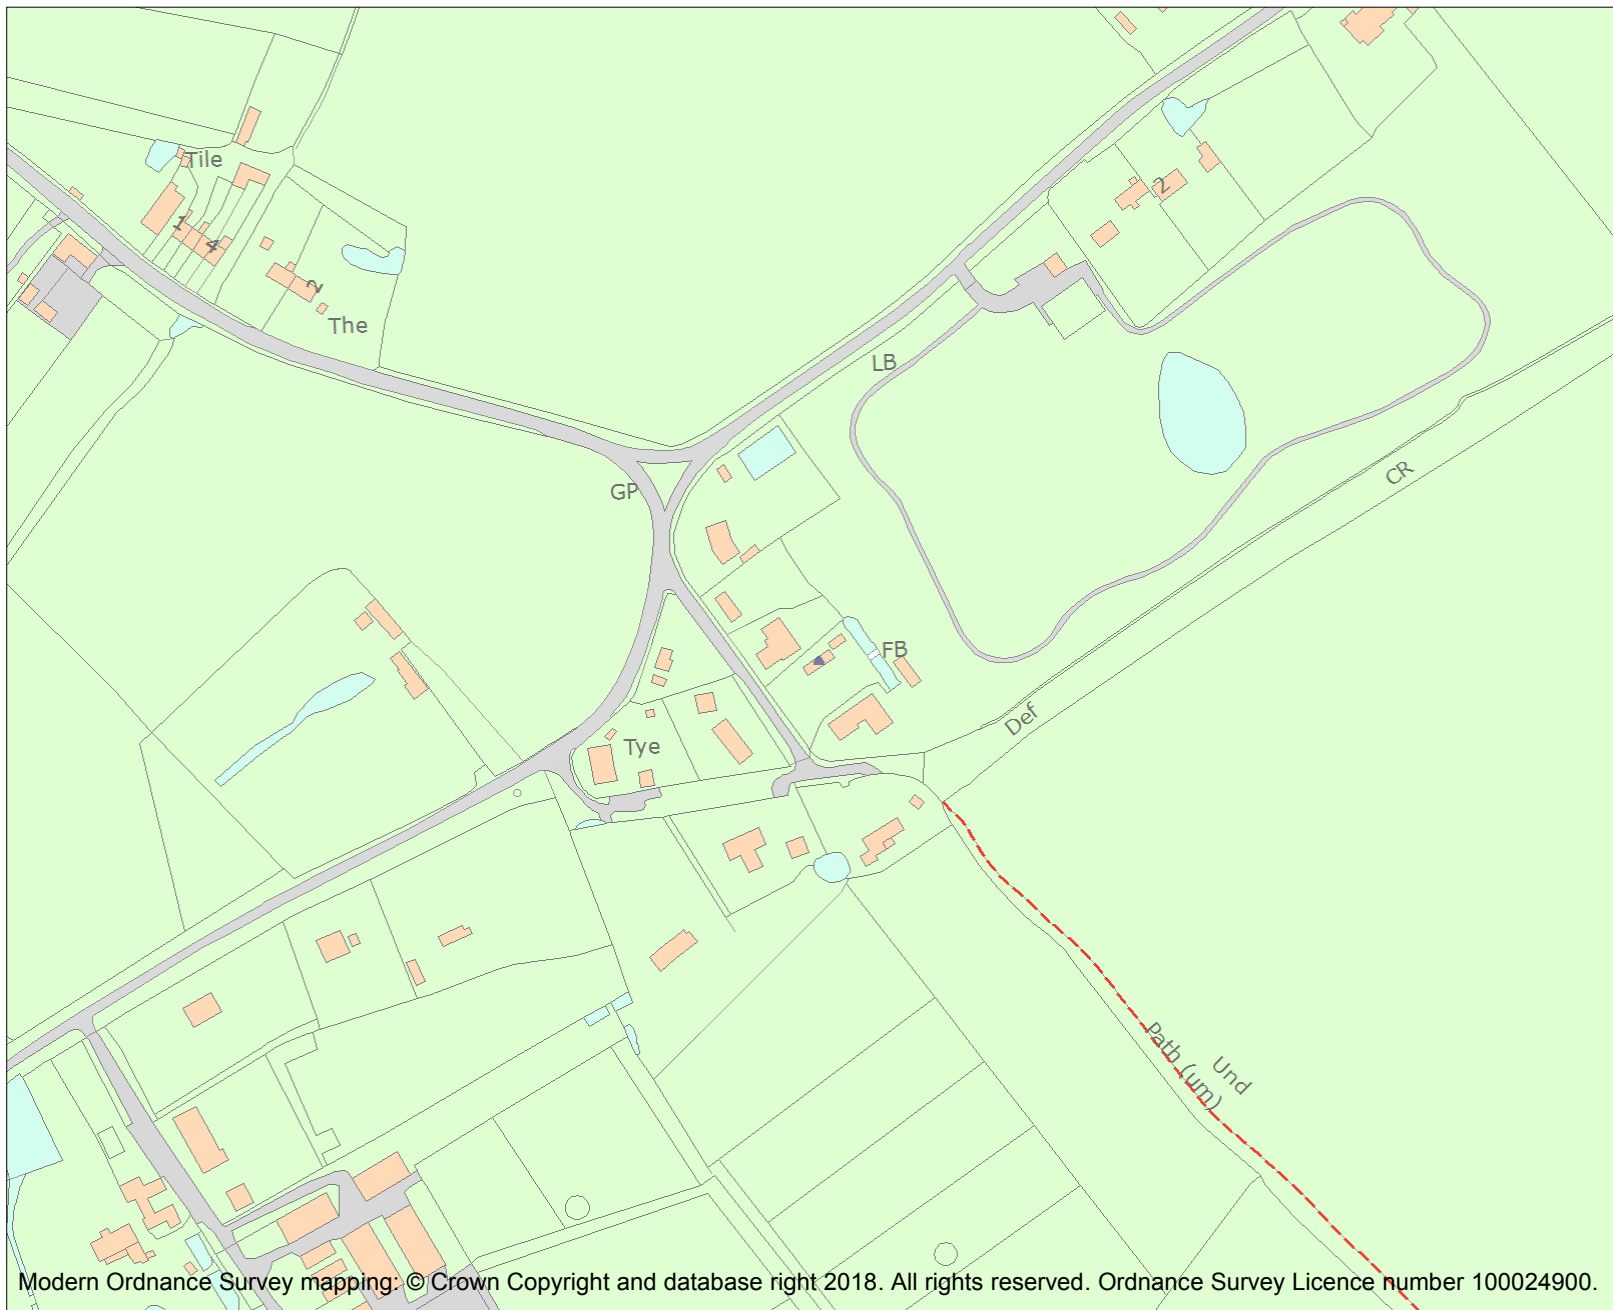 Tile
1
4
2
The
2
LB
GP
CR
FB
Def
Tye
Path (um)
Und
Modern Ordnance Survey mapping: © Crown Copyright and database right 2018. All rights reserved. Ordnance Survey Licence number 100024900.